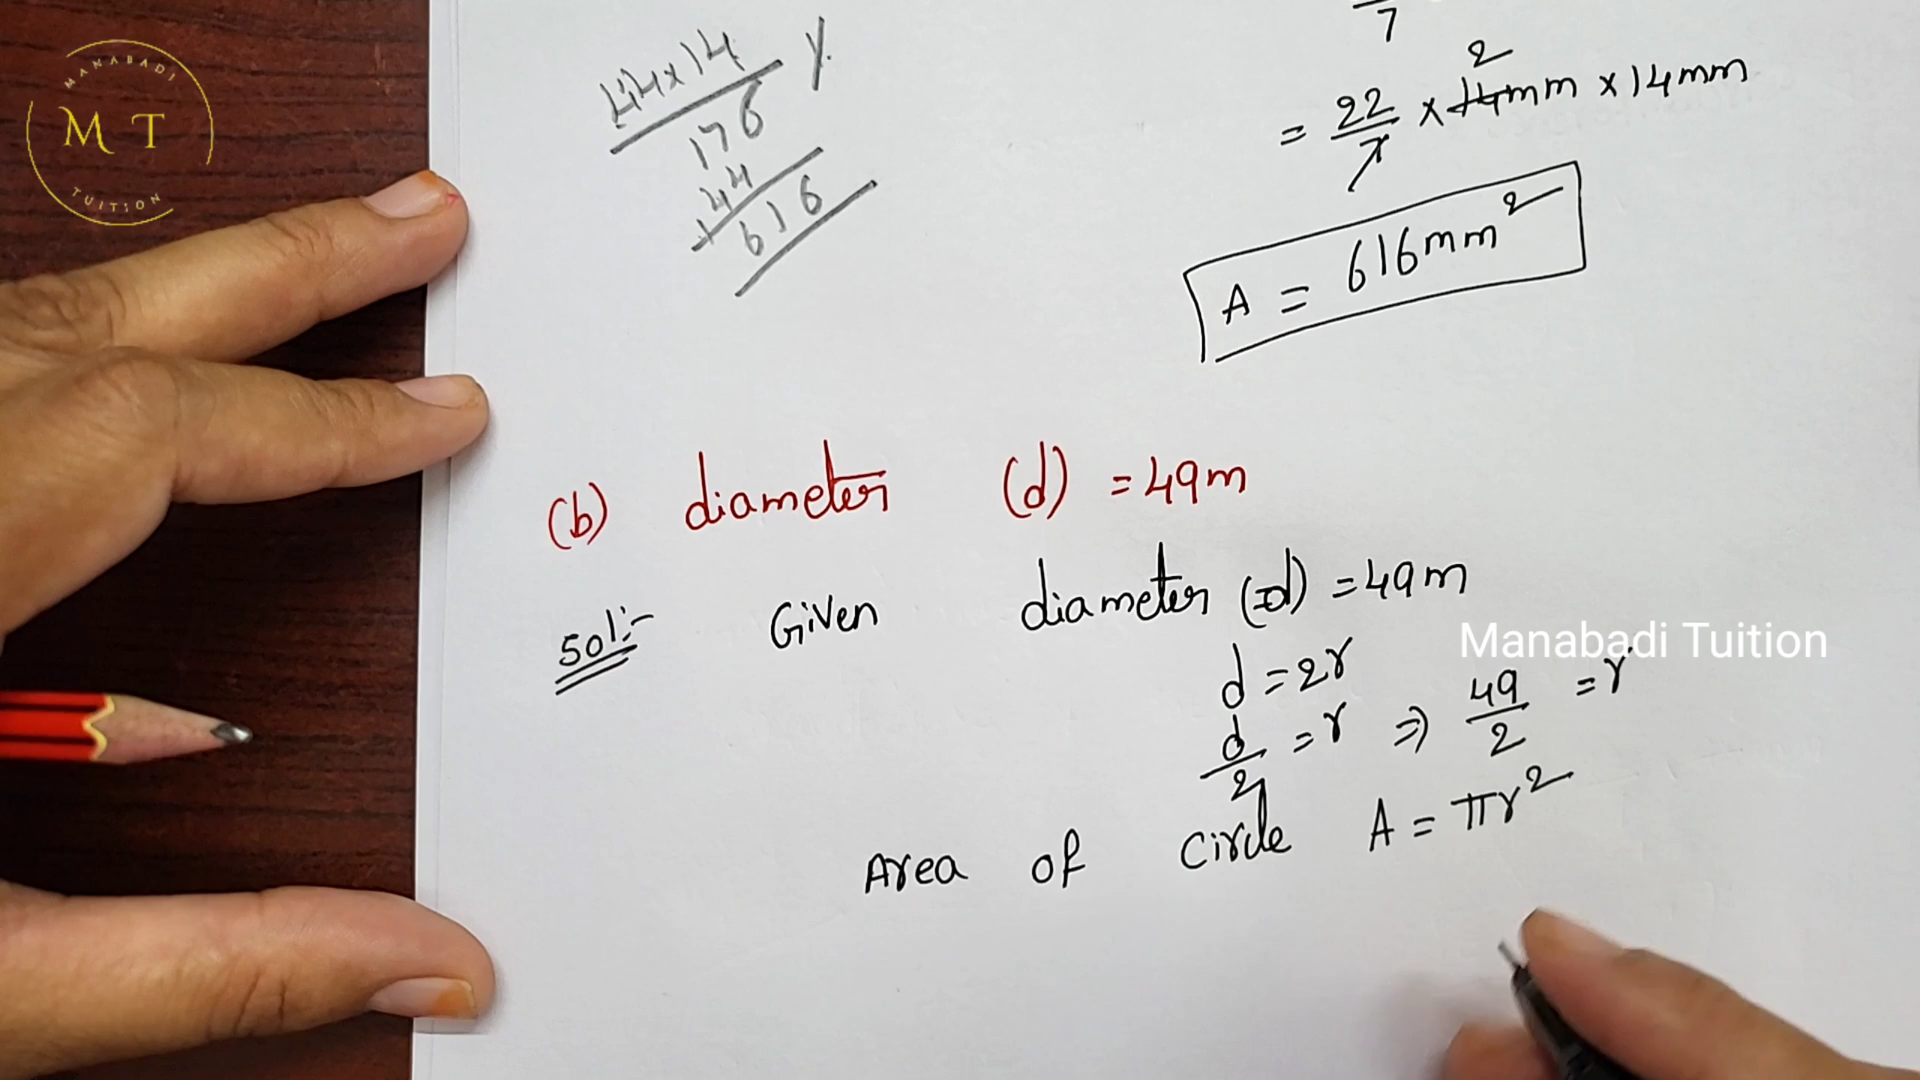 MANABADI
M T
TUITION
44x14
176
+44
616
7
2
= 22/7 x 14mm x 14mm
A = 616mm²
(b) diameter (d) = 49m
Sol:- Given diameter (d) = 49m
Manabadi Tuition
d = 2r
d/2 = r => 49/2 = r
Area of circle A = πr²